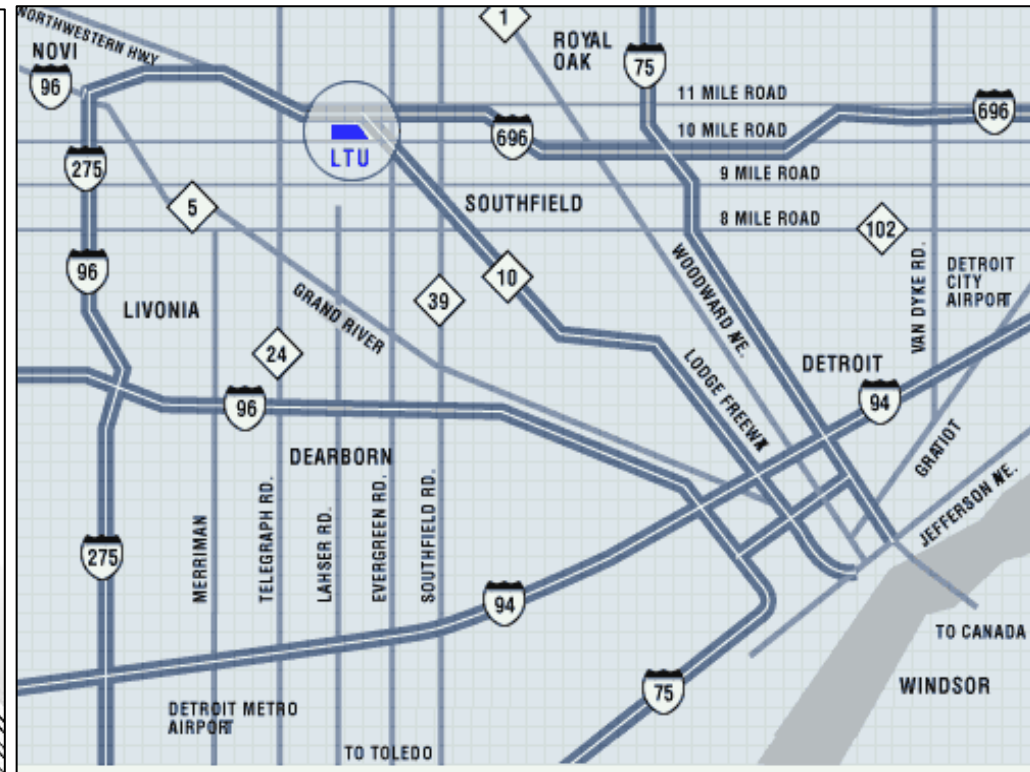 NORTHWESTERN HWY
NOVI
96
1
ROYAL
OAK
75
11 MILE ROAD
696
10 MILE ROAD
696
LTU
275
9 MILE ROAD
5
SOUTHFIELD
8 MILE ROAD
102
96
10
39
WOODWARD AVE.
VAN DYKE RD.
DETROIT
CITY
AIRPORT
LIVONIA
GRAND RIVER
24
LODGE FREEWY
DETROIT
94
96
GRATIOT
DEARBORN
JEFFERSON AVE.
275
MERRIMAN
TELEGRAPH RD.
LAHSER RD.
EVERGREEN RD.
SOUTHFIELD RD.
94
TO CANADA
75
WINDSOR
DETROIT METRO
AIRPORT
TO TOLEDO